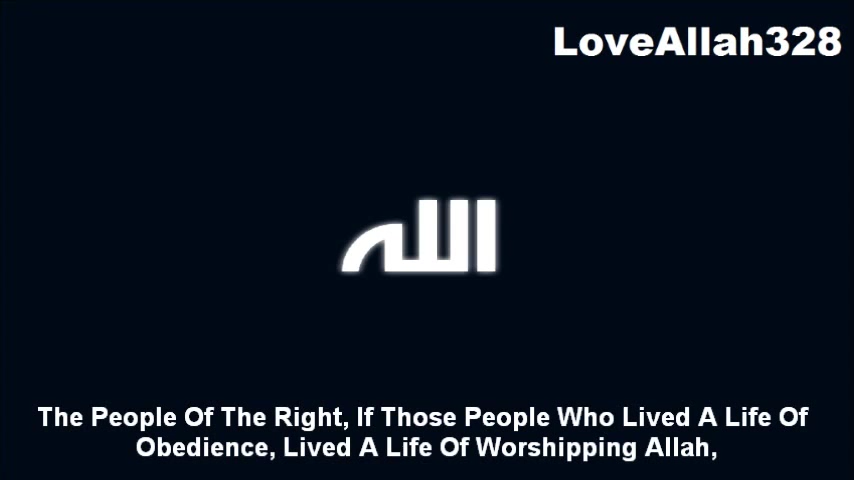 LoveAllah328
الله
The People Of The Right, If Those People Who Lived A Life Of
Obedience, Lived A Life Of Worshipping Allah,